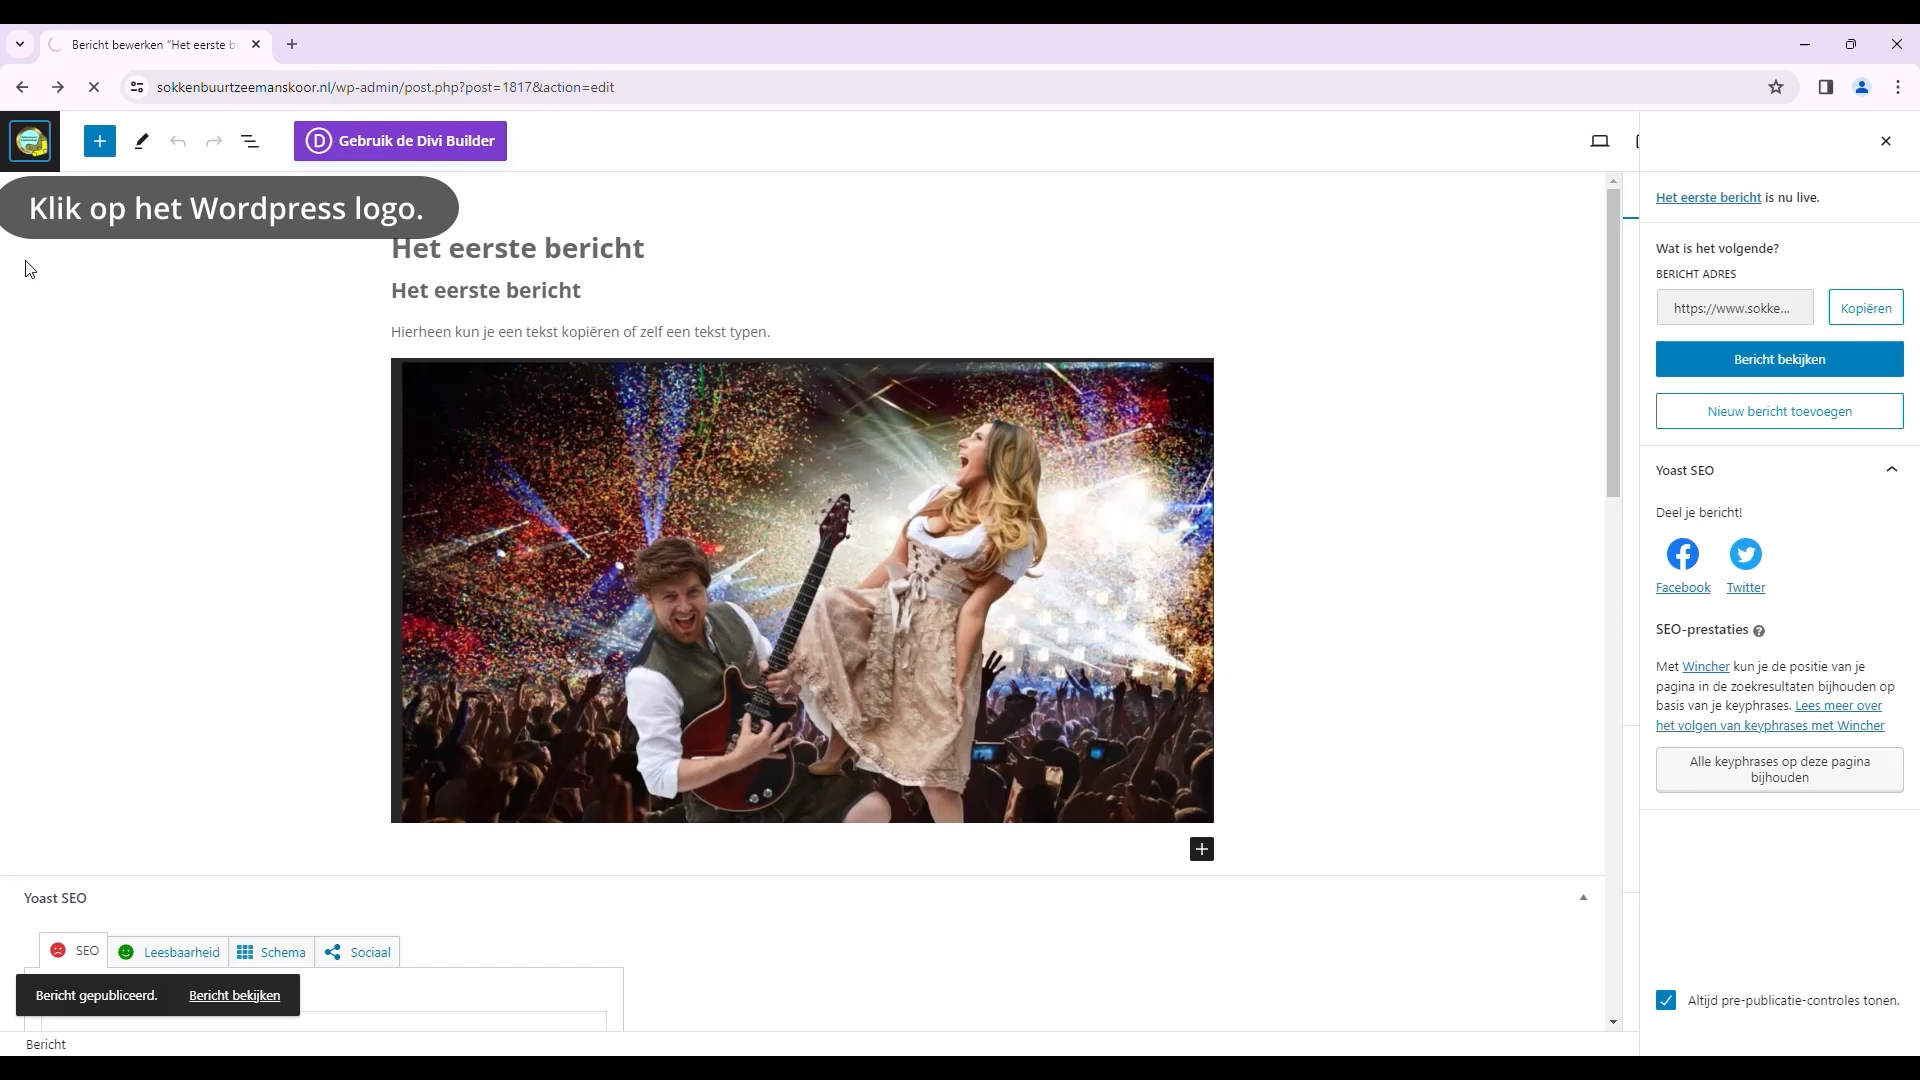 Bericht bewerken “Het eerste be
sokkenbuurtzeemanskoor.nl/wp-admin/post.php?post=1817&action=edit
Gebruik de Divi Builder
Klik op het Wordpress logo.
Het eerste bericht
Het eerste bericht
Hierheen kun je een tekst kopiëren of zelf een tekst typen.
Yoast SEO
SEO
Leesbaarheid
Schema
Sociaal
Bericht gepubliceerd.
Bericht bekijken
Bericht
Het eerste bericht is nu live.
Wat is het volgende?
BERICHT ADRES
https://www.sokke...
Kopiëren
Bericht bekijken
Nieuw bericht toevoegen
Yoast SEO
Deel je bericht!
Facebook
Twitter
SEO-prestaties
Met Wincher kun je de positie van je
pagina in de zoekresultaten bijhouden op
basis van je keyphrases. Lees meer over
het volgen van keyphrases met Wincher
Alle keyphrases op deze pagina
bijhouden
Altijd pre-publicatie-controles tonen.